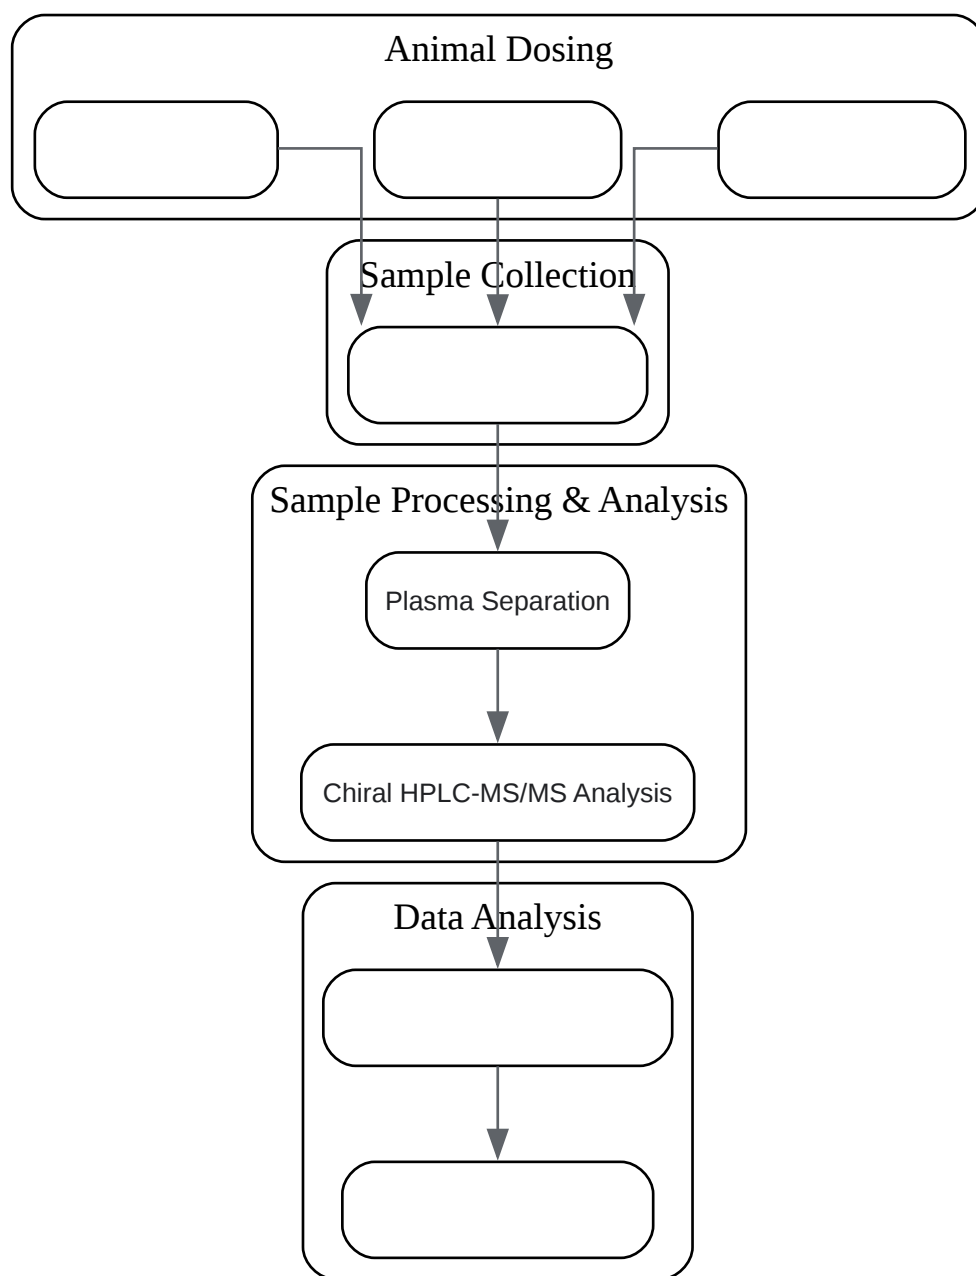 Animal Dosing
Sample Collection
Sample Processing & Analysis
Plasma Separation
Chiral HPLC-MS/MS Analysis
Data Analysis